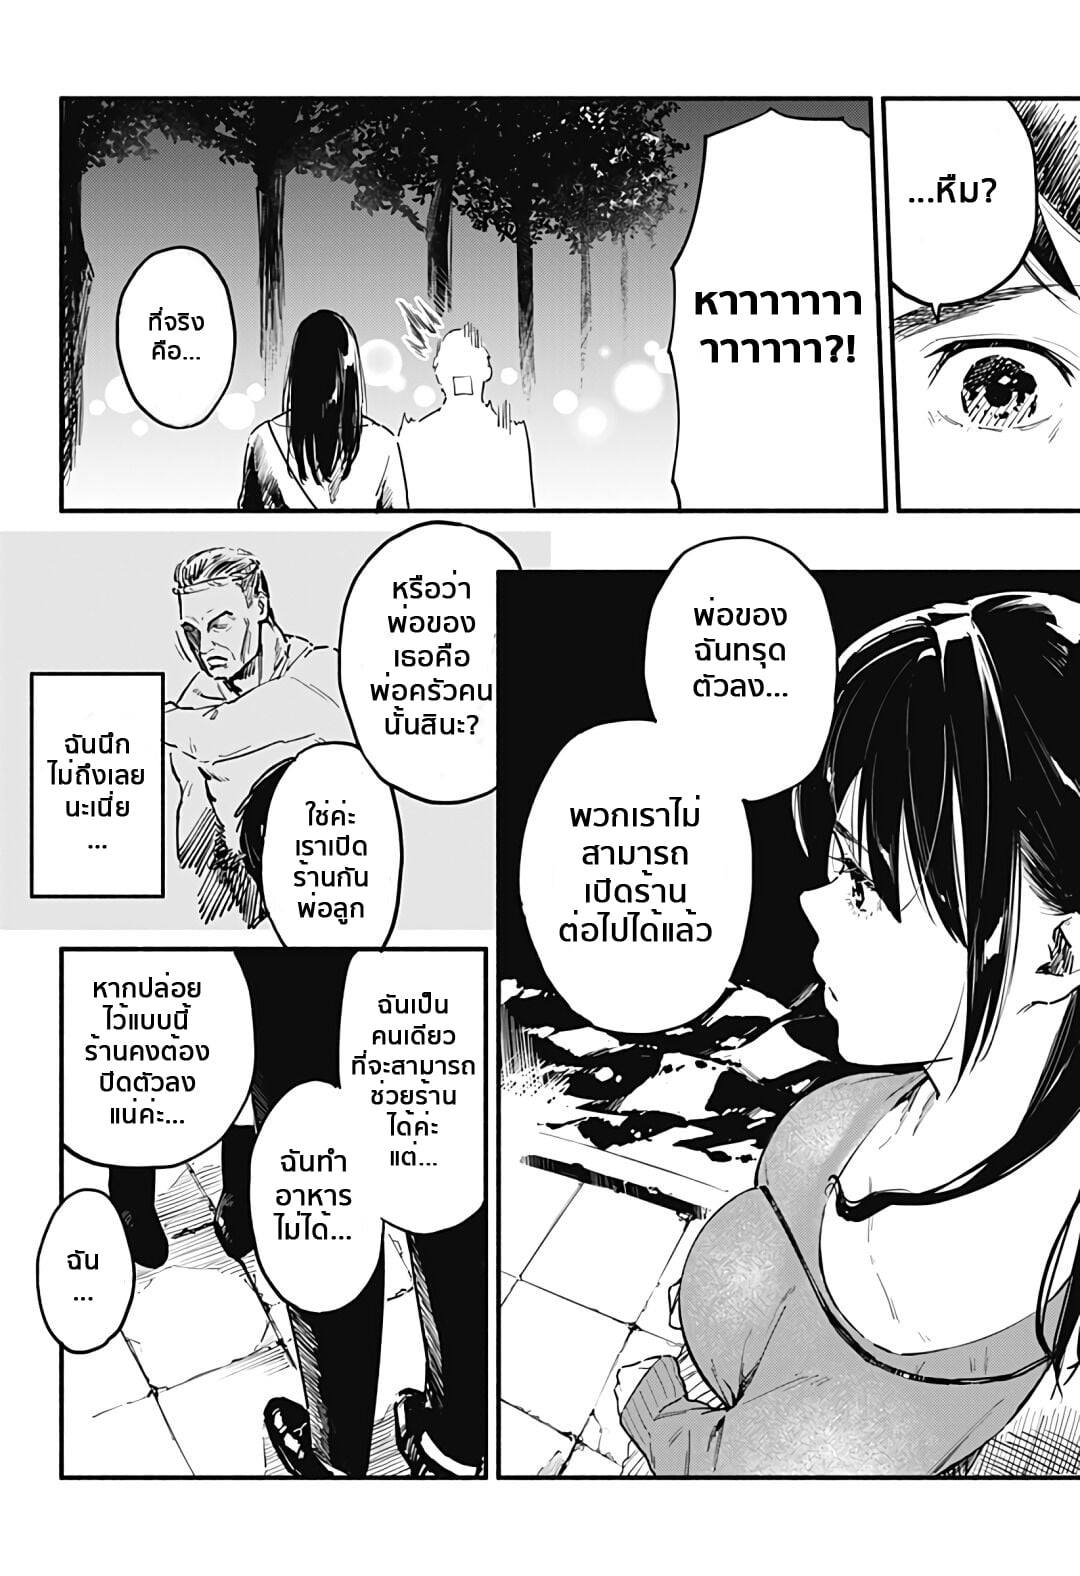 ...หืม?
หาาาาาาา
าาาาาา?!
ที่จริง
คือ...
พ่อของ
ฉันทรุด
ตัวลง...
พวกเราไม่
สามารถ
เปิดร้าน
ต่อไปได้แล้ว
หรือว่า
พ่อของ
เธอคือ
พ่อครัวคน
นั้นสินะ?
ใช่ค่ะ
เราเปิด
ร้านกัน
พ่อลูก
ฉันนึก
ไม่ถึงเลย
นะเนี่ย
...
ฉันเป็น
คนเดียว
ที่จะสามารถ
ช่วยร้าน
ได้ค่ะ
แต่...
ฉันทำ
อาหาร
ไม่ได้...
หากปล่อย
ไว้แบบนี้
ร้านคงต้อง
ปิดตัวลง
แน่ค่ะ...
ฉัน
...